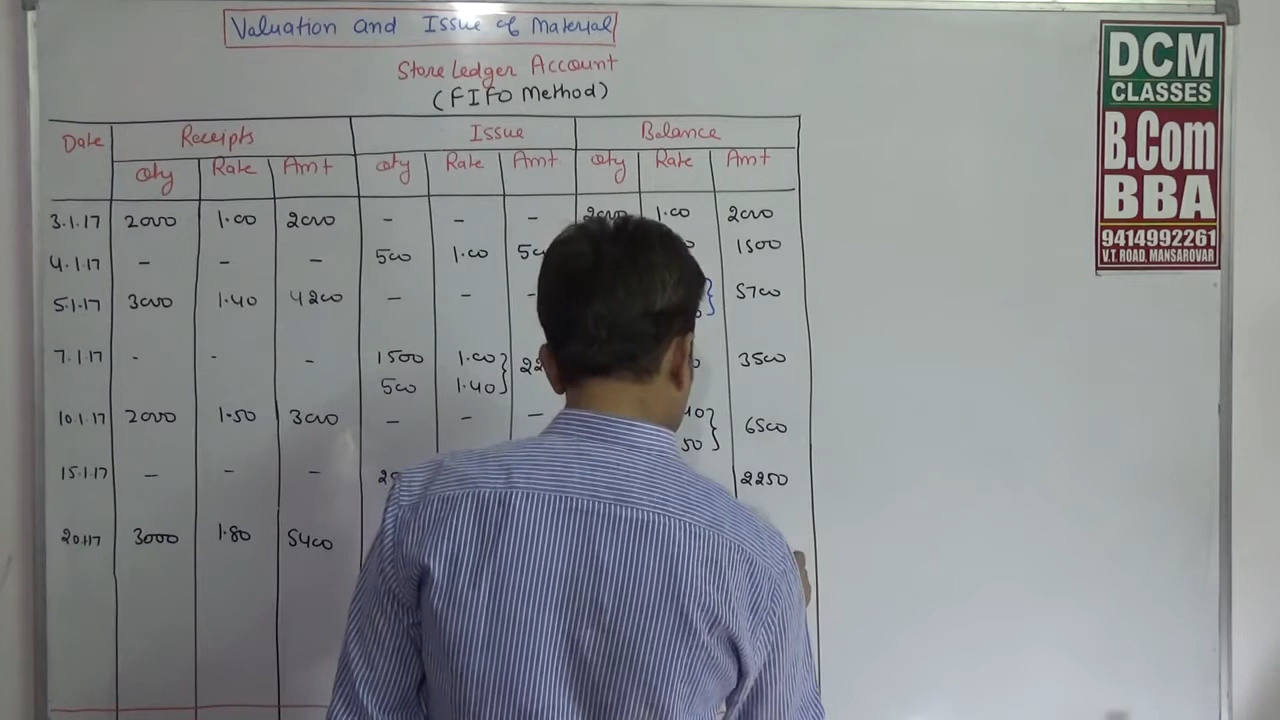 Valuation and Issue of Material
Store Ledger Account
(FIFO Method)
Date Receipts Issue Balance
Qty Rate Amt Qty Rate Amt Qty Rate Amt
3.1.17 2000 1.00 2000 - - - 2000 1.00 2000
4.1.17 - - - 500 1.00 1500
5.1.17 3000 1.40 4200 - - - 5700
7.1.17 - - - 1500 1.00 3500
500 1.40
10.1.17 2000 1.50 3000 - - - 6500
15.1.17 - - - 2250
20.1.17 3000 1.80 5400
DCM
CLASSES
B.Com
BBA
9414992261
V.T. ROAD, MANSAROVAR